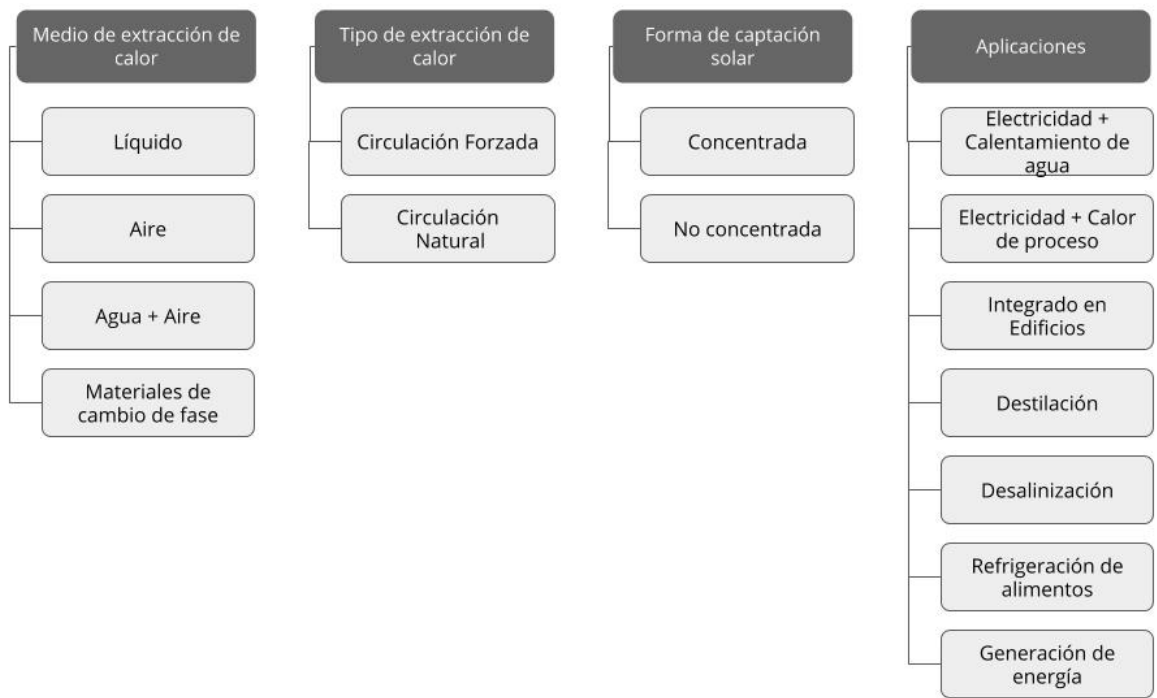 Medio de extracción de
calor
Líquido
Aire
Agua + Aire
Materiales de
cambio de fase
Tipo de extracción de
calor
Circulación Forzada
Circulación
Natural
Forma de captación
solar
Concentrada
No concentrada
Aplicaciones
Electricidad +
Calentamiento de
agua
Electricidad + Calor
de proceso
Integrado en
Edificios
Destilación
Desalinización
Refrigeración de
alimentos
Generación de
energía